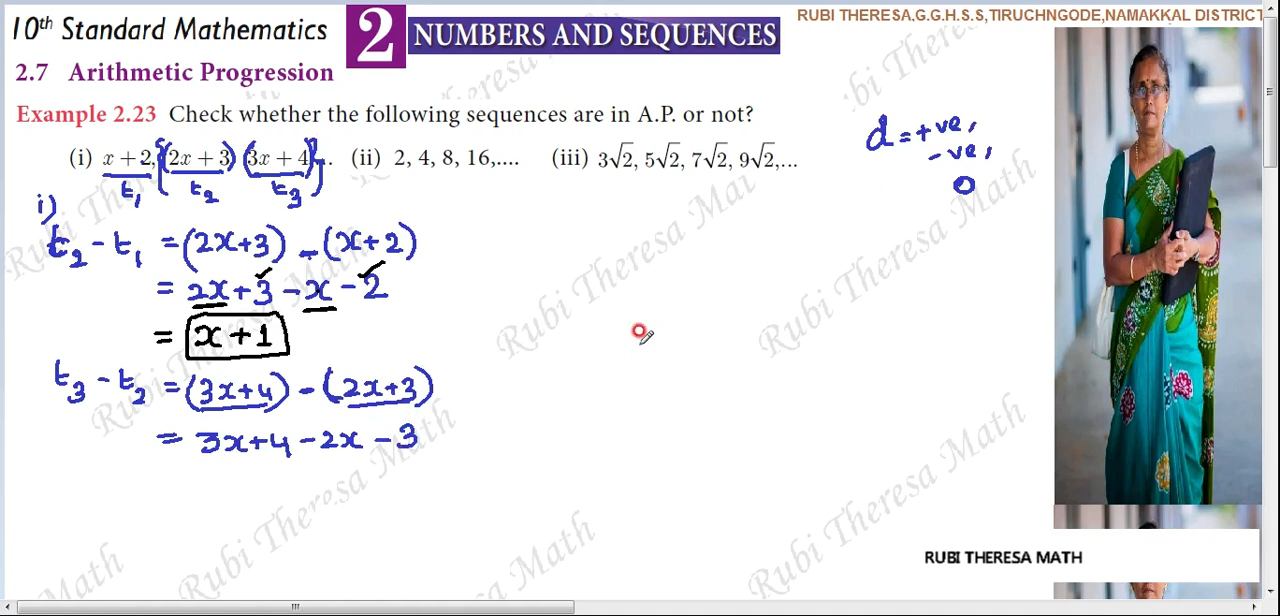 RUBI THERESA,G.G.H.S.S,TIRUCHNGODE,NAMAKKAL DISTRICT
10th Standard Mathematics 2 NUMBERS AND SEQUENCES
2.7 Arithmetic Progression
Example 2.23 Check whether the following sequences are in A.P. or not?
(i) x + 2, (2x + 3) (3x + 4) .. (ii) 2, 4, 8, 16,.... (iii) 3√2, 5√2, 7√2, 9√2,...
t₁ t₂ t₃
d = +ve,
-ve,
0
i)
t₂ - t₁ = (2x+3) - (x+2)
= 2x + 3 - x - 2
= x + 1
t₃ - t₂ = (3x+4) - (2x+3)
= 3x+4 - 2x - 3
RUBI THERESA MATH
Rubi Theresa Math